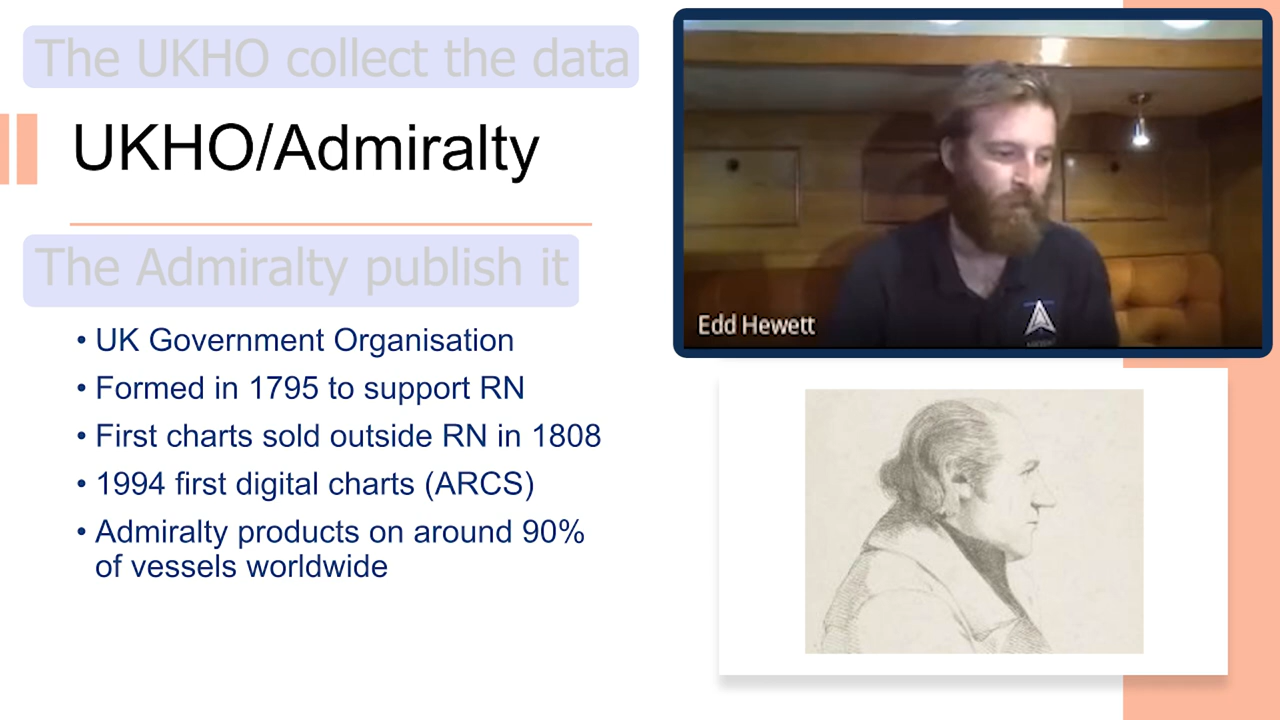 The UKHO collect the data
UKHO/Admiralty
The Admiralty publish it
• UK Government Organisation
• Formed in 1795 to support RN
• First charts sold outside RN in 1808
• 1994 first digital charts (ARCS)
• Admiralty products on around 90%
of vessels worldwide
Edd Hewett